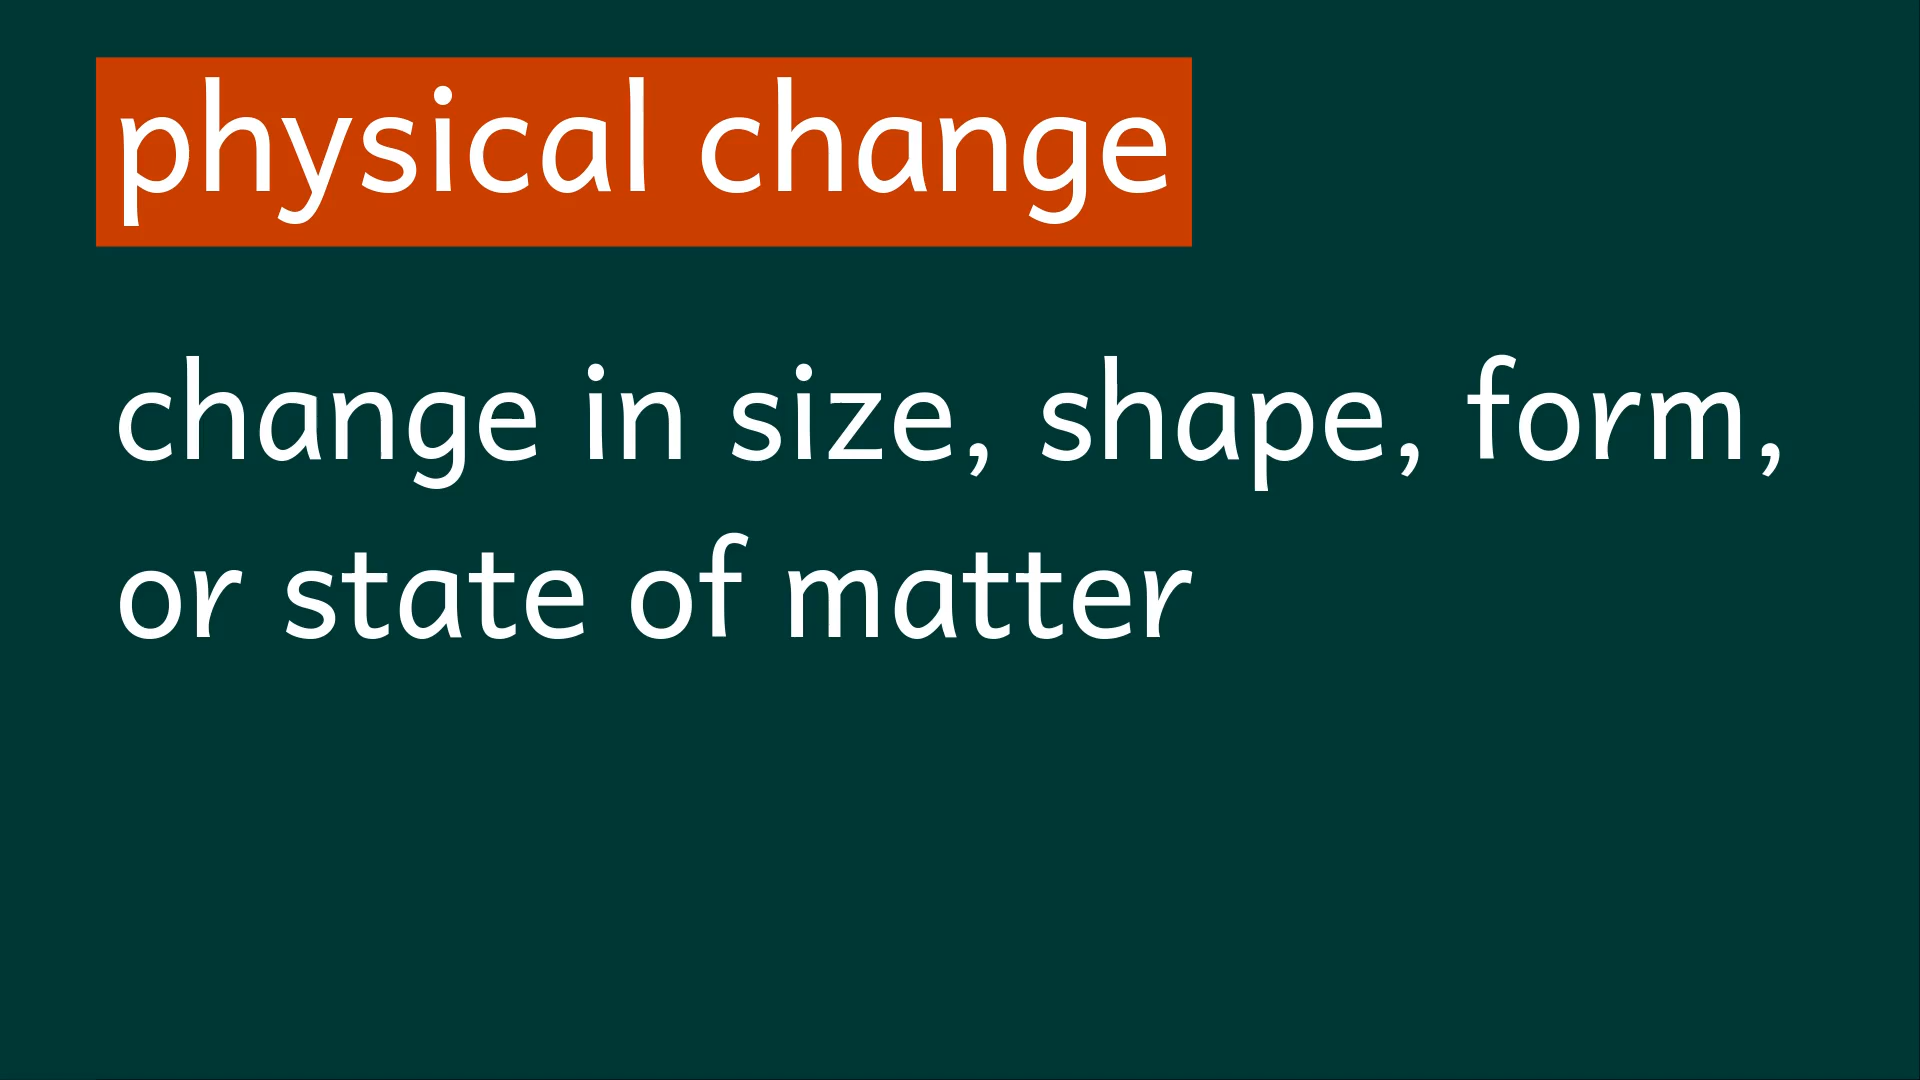 physical change
change in size, shape, form,
or state of matter